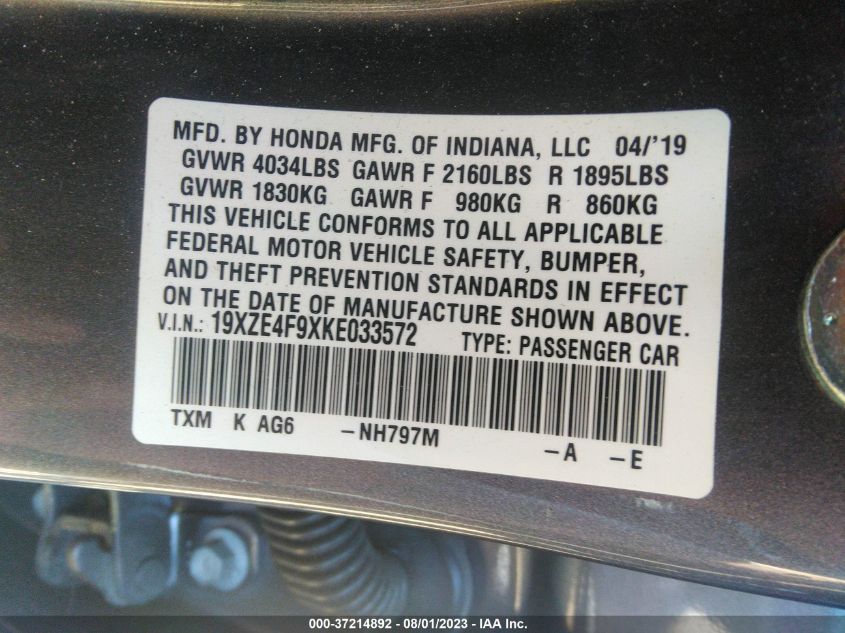 MFD. BY HONDA MFG. OF INDIANA, LLC 04/'19
GVWR 4034LBS GAWR F 2160LBS R 1895LBS
GVWR 1830KG GAWR F 980KG R 860KG
THIS VEHICLE CONFORMS TO ALL APPLICABLE
FEDERAL MOTOR VEHICLE SAFETY, BUMPER,
AND THEFT PREVENTION STANDARDS IN EFFECT
ON THE DATE OF MANUFACTURE SHOWN ABOVE.
V.I.N.: 19XZE4F9XKE033572 TYPE: PASSENGER CAR
TXM K AG6 -NH797M -A -E
000-37214892 - 08/01/2023 - IAA Inc.